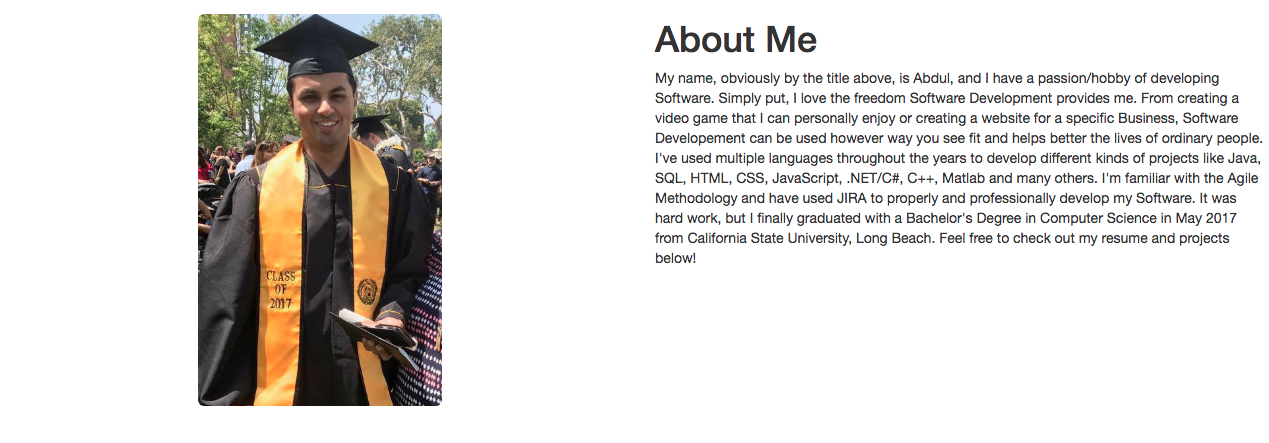 About Me
My name, obviously by the title above, is Abdul, and I have a passion/hobby of developing
Software. Simply put, I love the freedom Software Development provides me. From creating a
video game that I can personally enjoy or creating a website for a specific Business, Software
Developement can be used however way you see fit and helps better the lives of ordinary people.
I've used multiple languages throughout the years to develop different kinds of projects like Java,
SQL, HTML, CSS, JavaScript, .NET/C#, C++, Matlab and many others. I'm familiar with the Agile
Methodology and have used JIRA to properly and professionally develop my Software. It was
hard work, but I finally graduated with a Bachelor's Degree in Computer Science in May 2017
from California State University, Long Beach. Feel free to check out my resume and projects
below!
CLASS
OF
2017